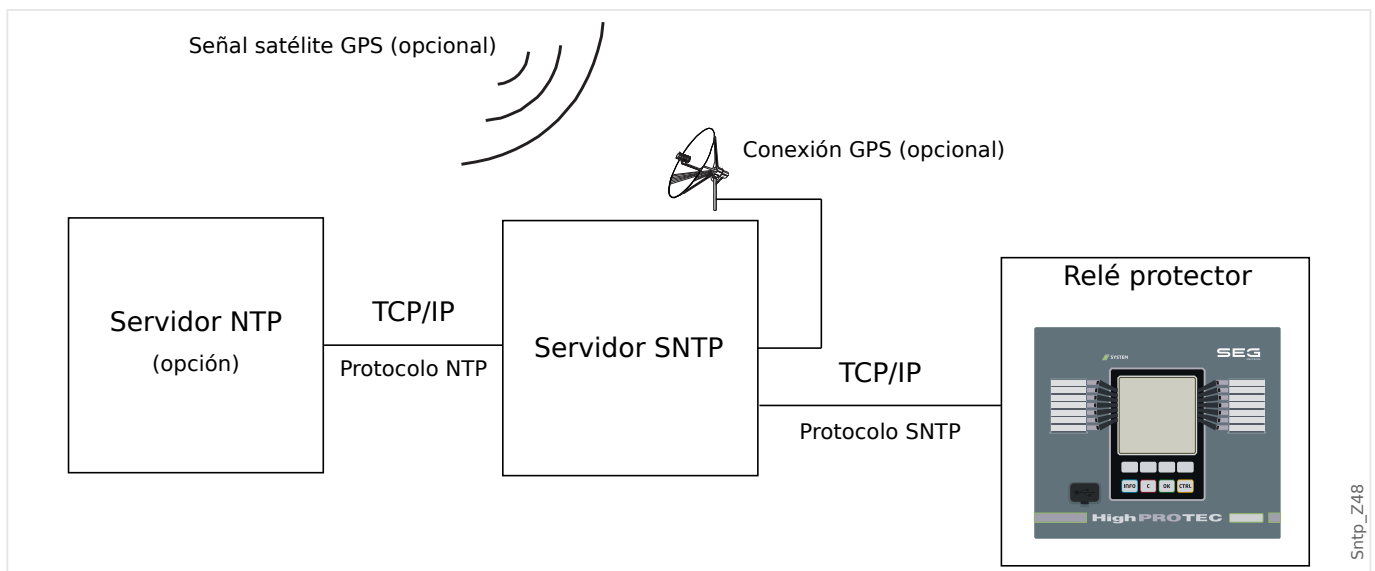 Señal satélite GPS (opcional)
Conexión GPS (opcional)
Servidor NTP
(opción)
TCP/IP
Protocolo NTP
Servidor SNTP
TCP/IP
Protocolo SNTP
Relé protector
SYSTEM
SEG
INFO
C
OK
CTRL
HighPROTEC
Sntp_Z48